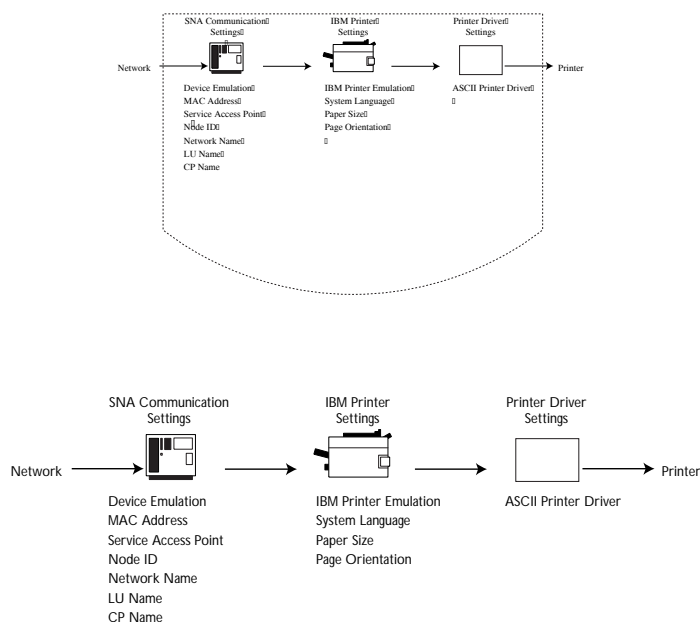 SNA Communication
Settings
IBM Printer
Settings
Printer Driver
Settings
Network
Printer
Device Emulation
MAC Address
Service Access Point
Node ID
Network Name
LU Name
CP Name
IBM Printer Emulation
System Language
Paper Size
Page Orientation
ASCII Printer Driver
SNA Communication
Settings
IBM Printer
Settings
Printer Driver
Settings
Network
Printer
Device Emulation
MAC Address
Service Access Point
Node ID
Network Name
LU Name
CP Name
IBM Printer Emulation
System Language
Paper Size
Page Orientation
ASCII Printer Driver